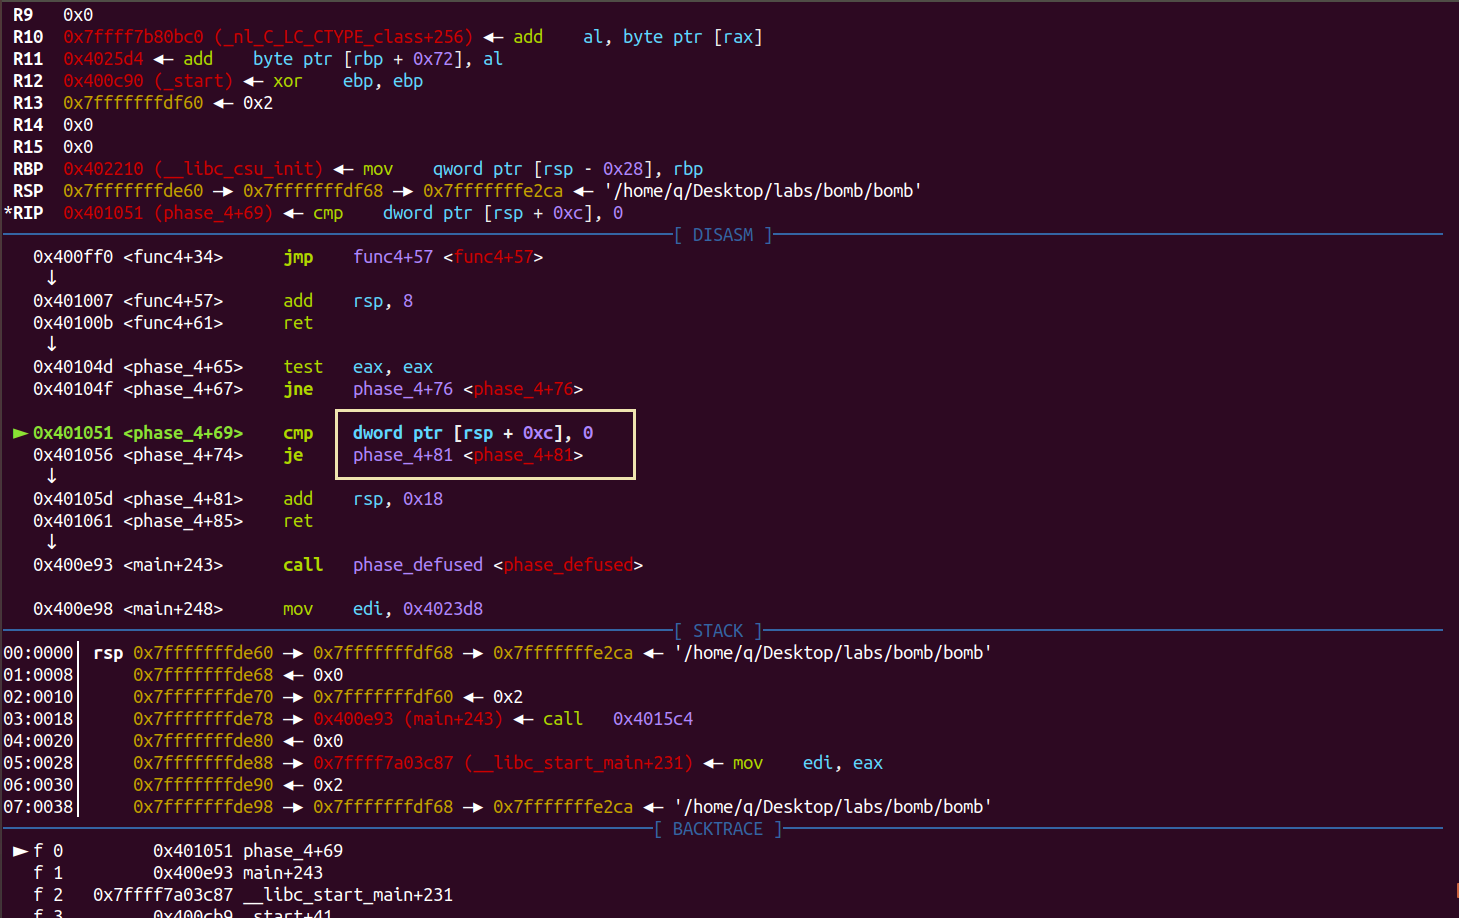 R9 0x0
R10 0x7ffff7b80bc0 (_nl_C_LC_CTYPE_class+256) ◂— add al, byte ptr [rax]
R11 0x4025d4 ◂— add byte ptr [rbp + 0x72], al
R12 0x400c90 (_start) ◂— xor ebp, ebp
R13 0x7fffffffdf60 ◂— 0x2
R14 0x0
R15 0x0
RBP 0x402210 (__libc_csu_init) ◂— mov qword ptr [rsp - 0x28], rbp
RSP 0x7fffffffde60 —▸ 0x7fffffffdf68 —▸ 0x7fffffffe2ca ◂— '/home/q/Desktop/labs/bomb/bomb'
*RIP 0x401051 (phase_4+69) ◂— cmp dword ptr [rsp + 0xc], 0
[ DISASM ]
0x400ff0 <func4+34> jmp func4+57 <func4+57>
↓
0x401007 <func4+57> add rsp, 8
0x40100b <func4+61> ret
↓
0x40104d <phase_4+65> test eax, eax
0x40104f <phase_4+67> jne phase_4+76 <phase_4+76>
► 0x401051 <phase_4+69> cmp dword ptr [rsp + 0xc], 0
0x401056 <phase_4+74> je phase_4+81 <phase_4+81>
↓
0x40105d <phase_4+81> add rsp, 0x18
0x401061 <phase_4+85> ret
↓
0x400e93 <main+243> call phase_defused <phase_defused>
0x400e98 <main+248> mov edi, 0x4023d8
[ STACK ]
00:0000│ rsp 0x7fffffffde60 —▸ 0x7fffffffdf68 —▸ 0x7fffffffe2ca ◂— '/home/q/Desktop/labs/bomb/bomb'
01:0008│ 0x7fffffffde68 ◂— 0x0
02:0010│ 0x7fffffffde70 —▸ 0x7fffffffdf60 ◂— 0x2
03:0018│ 0x7fffffffde78 —▸ 0x400e93 (main+243) ◂— call 0x4015c4
04:0020│ 0x7fffffffde80 ◂— 0x0
05:0028│ 0x7fffffffde88 —▸ 0x7ffff7a03c87 (__libc_start_main+231) ◂— mov edi, eax
06:0030│ 0x7fffffffde90 ◂— 0x2
07:0038│ 0x7fffffffde98 —▸ 0x7fffffffdf68 —▸ 0x7fffffffe2ca ◂— '/home/q/Desktop/labs/bomb/bomb'
[ BACKTRACE ]
► f 0 0x401051 phase_4+69
f 1 0x400e93 main+243
f 2 0x7ffff7a03c87 __libc_start_main+231
f 3 0x400cb9 _start+41